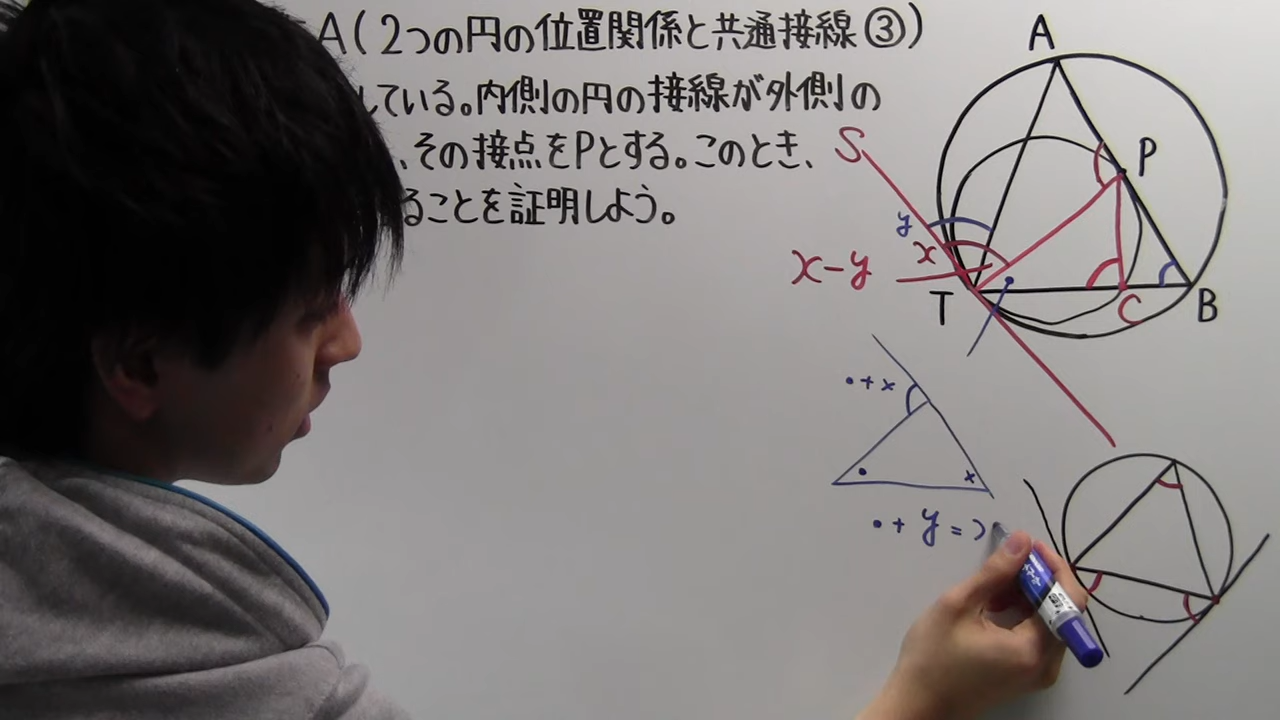 A(2つの円の位置関係と共通接線③)
している。内側の円の接線が外側の
、その接点をPとする。このとき、
ることを証明しよう。
A
S
P
y
x
x-y
T
C
B
•+x
•
x
•+y=x